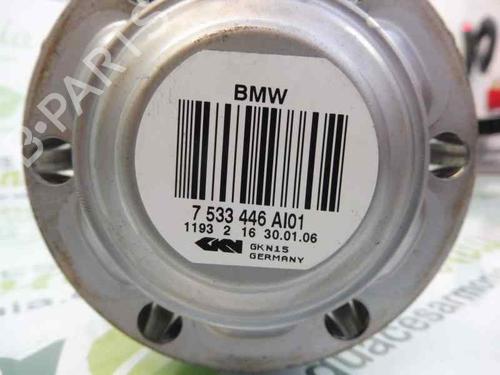 BMW
7 533 446 AI01
1193 2 16 30.01.06
GKN
GKN15
GERMANY
B-PARTS